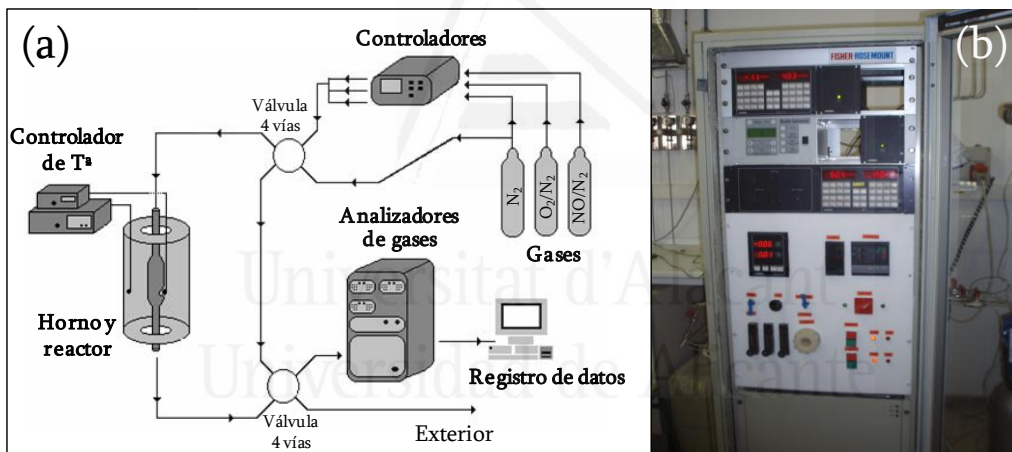 (a)
Controladores
Válvula
4 vías
Controlador
de Tª
N2
O2/N2
NO/N2
Gases
Analizadores
de gases
Horno y
reactor
Registro de datos
Válvula
4 vías
Exterior
Universitat d'Alacant
Universidad de Alicante
(b)
FISHER-ROSEMOUNT